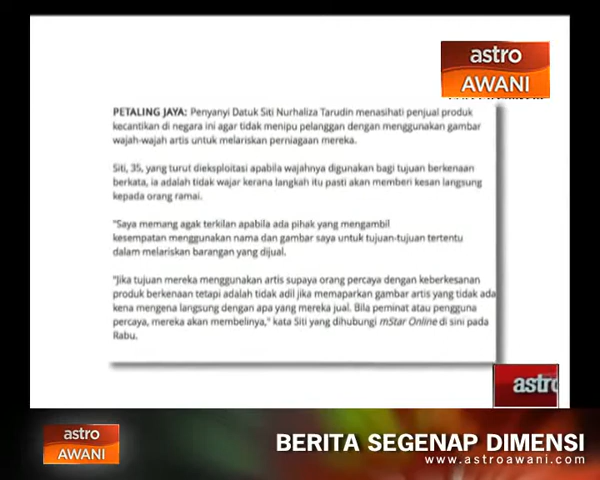 astro
AWANI
PETALING JAYA: Penyanyi Datuk Siti Nurhaliza Tarudin menasihati penjual produk
kecantikan di negara ini agar tidak menipu pelanggan dengan menggunakan gambar
wajah-wajah artis untuk melariskan perniagaan mereka.
Siti, 35, yang turut dieksploitasi apabila wajahnya digunakan bagi tujuan berkenaan
berkata, ia adalah tidak wajar kerana langkah itu pasti akan memberi kesan langsung
kepada orang ramai.
"Saya memang agak terkilan apabila ada pihak yang mengambil
kesempatan menggunakan nama dan gambar saya untuk tujuan-tujuan tertentu
dalam melariskan barangan yang dijual.
"Jika tujuan mereka menggunakan artis supaya orang percaya dengan keberkesanan
produk berkenaan tetapi adalah tidak adil jika memaparkan gambar artis yang tidak ada
kena mengena langsung dengan apa yang mereka jual. Bila peminat atau pengguna
percaya, mereka akan membelinya," kata Siti yang dihubungi mStar Online di sini pada
Rabu.
astro
astro
AWANI
BERITA SEGENAP DIMENSI
www.astroawani.com